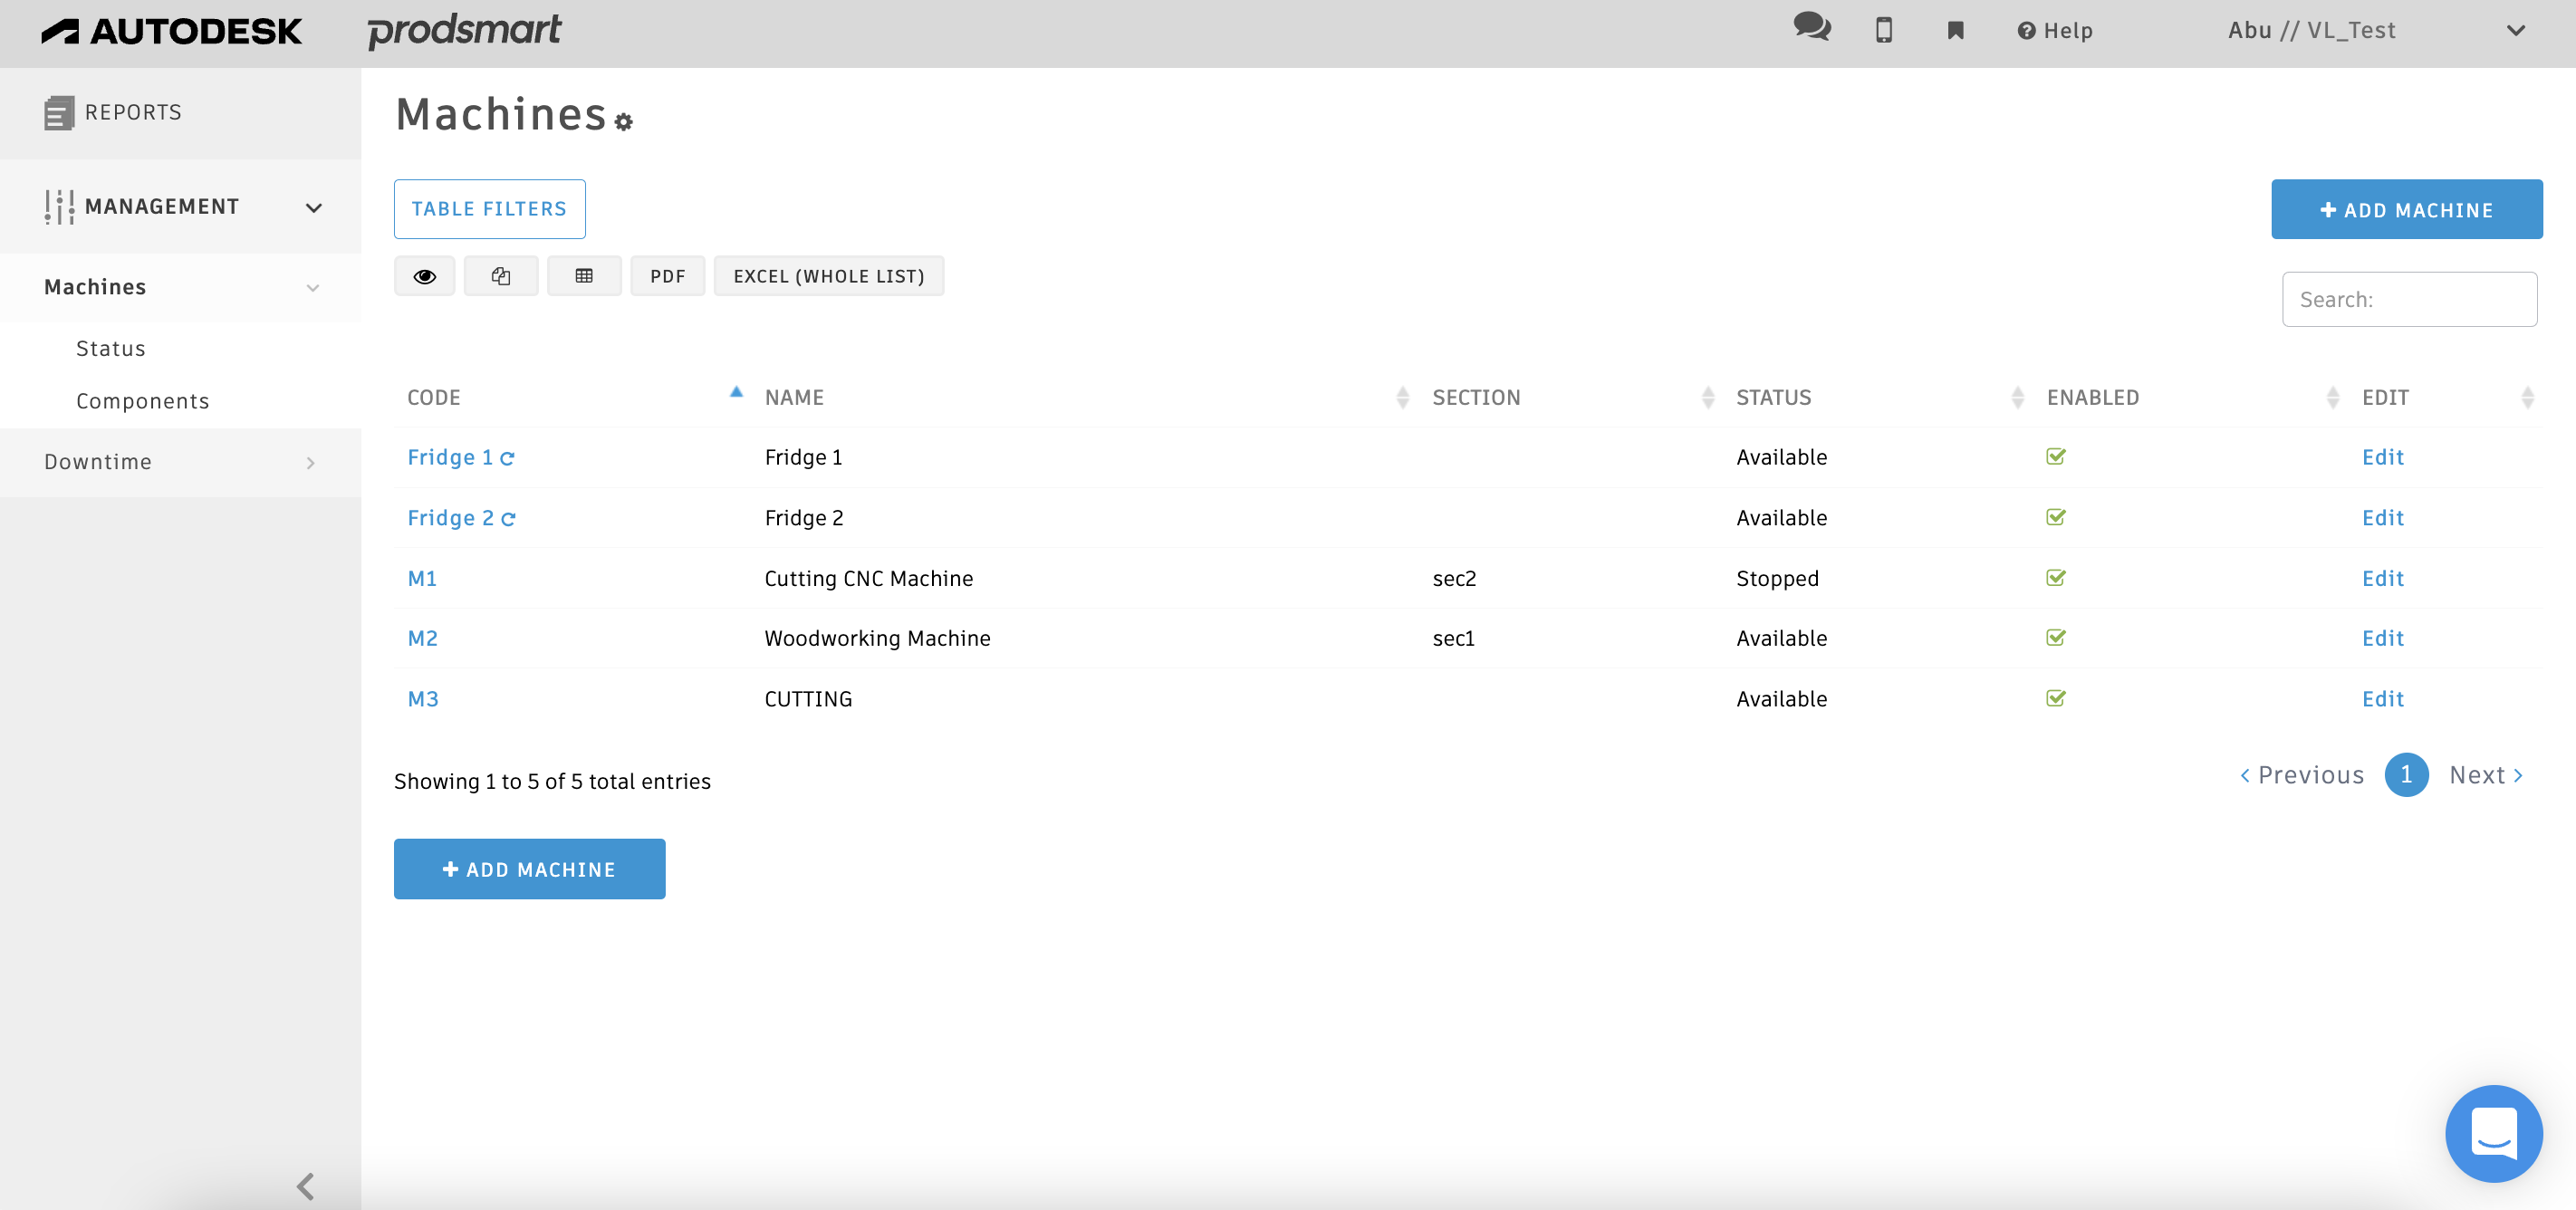 AUTODESK prodsmart Help Abu // VL_Test
REPORTS
MANAGEMENT
Machines
Status
Components
Downtime
Machines
TABLE FILTERS
+ ADD MACHINE
PDF EXCEL (WHOLE LIST)
Search:
CODE NAME SECTION STATUS ENABLED EDIT
Fridge 1 Fridge 1 Available Edit
Fridge 2 Fridge 2 Available Edit
M1 Cutting CNC Machine sec2 Stopped Edit
M2 Woodworking Machine sec1 Available Edit
M3 CUTTING Available Edit
Showing 1 to 5 of 5 total entries
‹ Previous 1 Next ›
+ ADD MACHINE